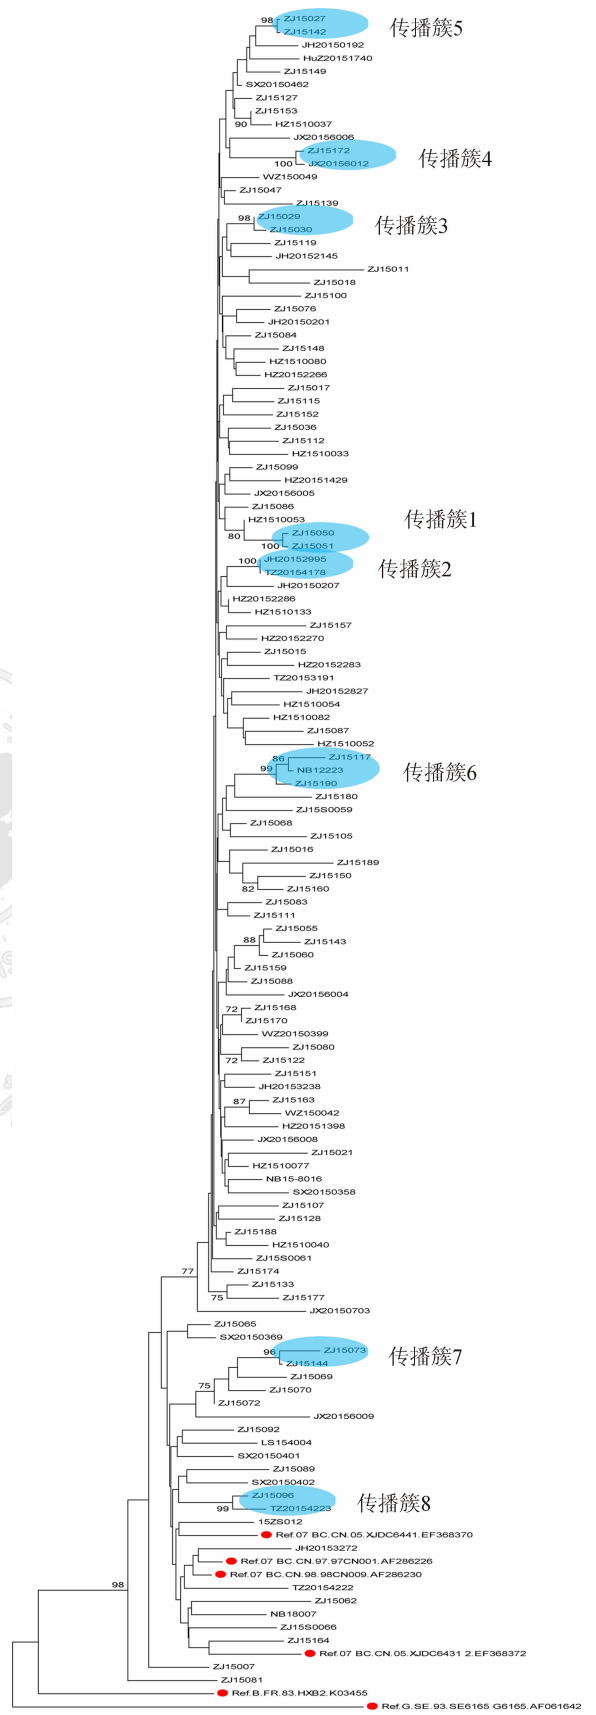 98 ZJ15027
ZJ15142
传播簇5
JH20150192
HuZ20151740
ZJ15149
SX20150462
ZJ15127
ZJ15153
90 HZ1510037
JX20156006
ZJ15172
100 JX20156012
传播簇4
WZ150049
ZJ15047
ZJ15139
98 ZJ15029
ZJ15030
传播簇3
ZJ15119
JH20152145
ZJ15011
ZJ15018
ZJ15100
ZJ15076
JH20150201
ZJ15084
ZJ15148
HZ1510080
HZ20152266
ZJ15017
ZJ15115
ZJ15152
ZJ15036
ZJ15112
HZ1510033
ZJ15099
HZ20151429
JX20156005
ZJ15086
HZ1510053
传播簇1
80 ZJ15050
100 ZJ15051
100 JH20152995
TZ20154178
传播簇2
JH20150207
HZ20152286
HZ1510133
ZJ15157
HZ20152270
ZJ15015
HZ20152283
TZ20153191
JH20152827
HZ1510054
HZ1510082
ZJ15087
HZ1510052
86 ZJ15117
99 NB12223
传播簇6
ZJ15190
ZJ15180
ZJ15S0059
ZJ15068
ZJ15105
ZJ15016
ZJ15189
ZJ15150
82 ZJ15160
ZJ15083
ZJ15111
ZJ15055
88 ZJ15143
ZJ15060
ZJ15159
ZJ15088
JX20156004
72 ZJ15168
ZJ15170
WZ20150399
ZJ15080
72 ZJ15122
ZJ15151
JH20153238
87 ZJ15163
WZ150042
HZ20151398
JX20156008
ZJ15021
HZ1510077
NB15-8016
SX20150358
ZJ15107
ZJ15128
ZJ15188
HZ1510040
ZJ15S0061
77 ZJ15174
ZJ15133
75 ZJ15177
JX20150703
ZJ15065
SX20150369
96 ZJ15073
ZJ15144
传播簇7
ZJ15069
75 ZJ15070
ZJ15072
JX20156009
ZJ15092
LS154004
SX20150401
ZJ15089
SX20150402
ZJ15096
99 TZ20154223
传播簇8
15ZS012
Ref.07 BC.CN.05.XJDC6441.EF368370
JH20153272
Ref.07 BC.CN.97.97CN001.AF286226
Ref.07 BC.CN.98.98CN009.AF286230
98 TZ20154222
ZJ15062
NB18007
ZJ15S0066
ZJ15164
Ref.07 BC.CN.05.XJDC6431 2.EF368372
ZJ15007
ZJ15081
Ref.B.FR.83.HXB2.K03455
Ref.G.SE.93.SE6165 G6165.AF061642